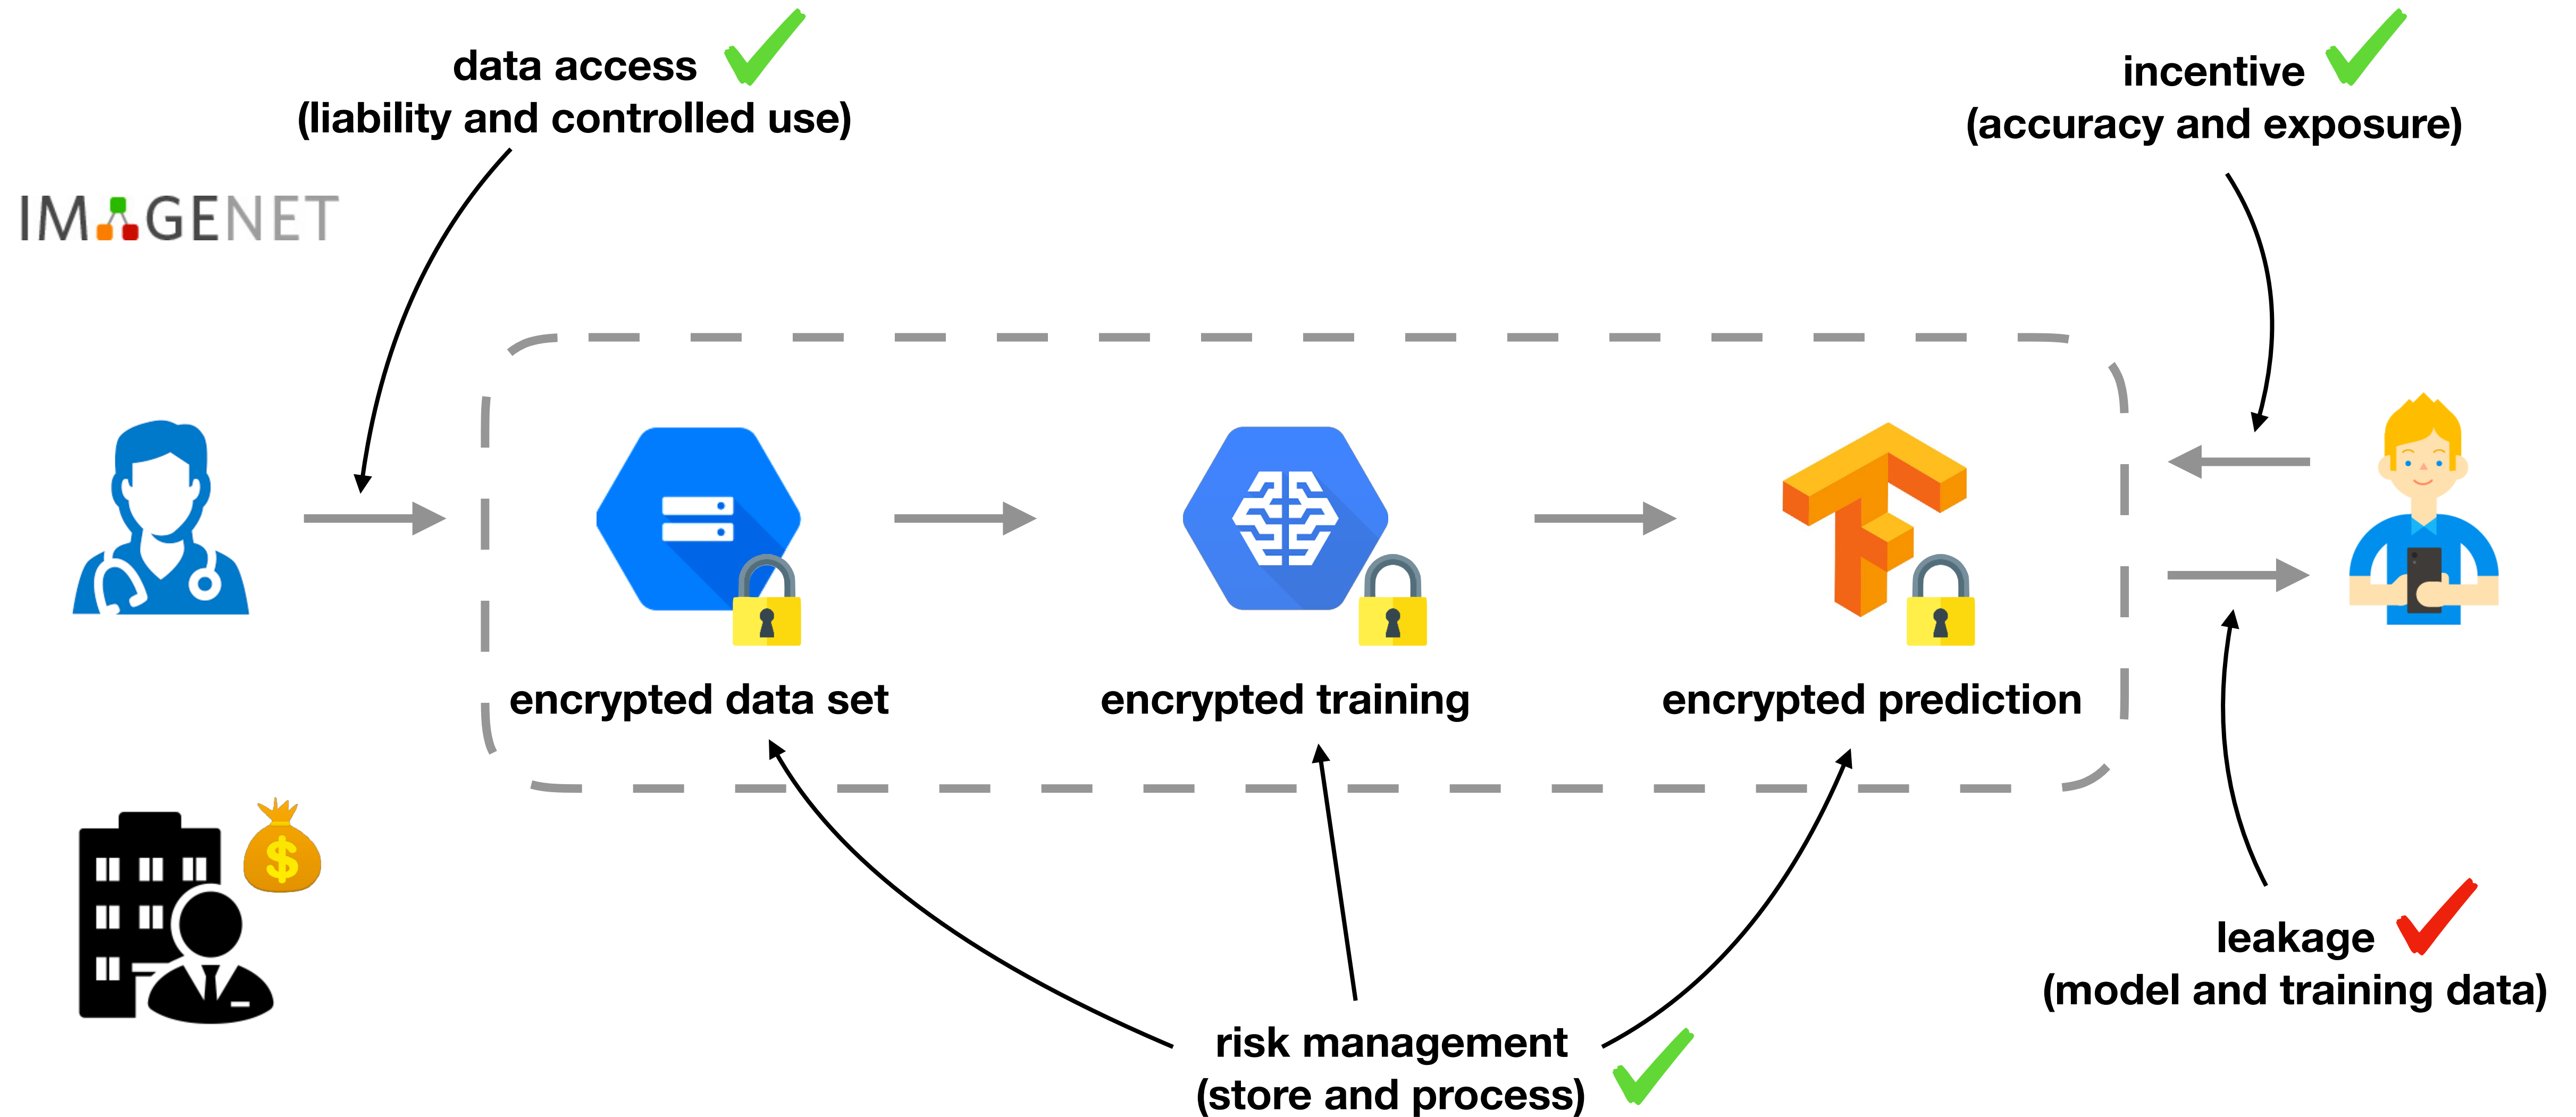 data access
(liability and controlled use)
incentive
(accuracy and exposure)
IMAGENET
encrypted data set
encrypted training
encrypted prediction
$
leakage
(model and training data)
risk management
(store and process)